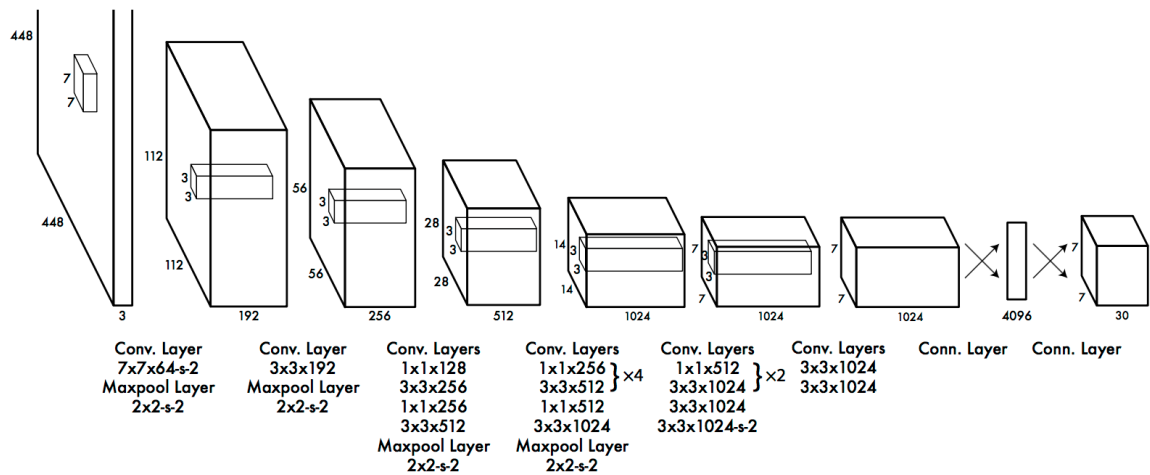 448
7
7
448
3
112
3
3
112
192
56
3
3
56
256
28
3
3
28
512
14
3
3
14
1024
7
3
3
7
1024
7
7
1024
4096
7
7
30
Conv. Layer
7x7x64-s-2
Maxpool Layer
2x2-s-2
Conv. Layer
3x3x192
Maxpool Layer
2x2-s-2
Conv. Layers
1x1x128
3x3x256
1x1x256
3x3x512
Maxpool Layer
2x2-s-2
Conv. Layers
1x1x256
3x3x512
} ×4
1x1x512
3x3x1024
Maxpool Layer
2x2-s-2
Conv. Layers
1x1x512
3x3x1024
} ×2
3x3x1024
3x3x1024-s-2
Conv. Layers
3x3x1024
3x3x1024
Conn. Layer
Conn. Layer